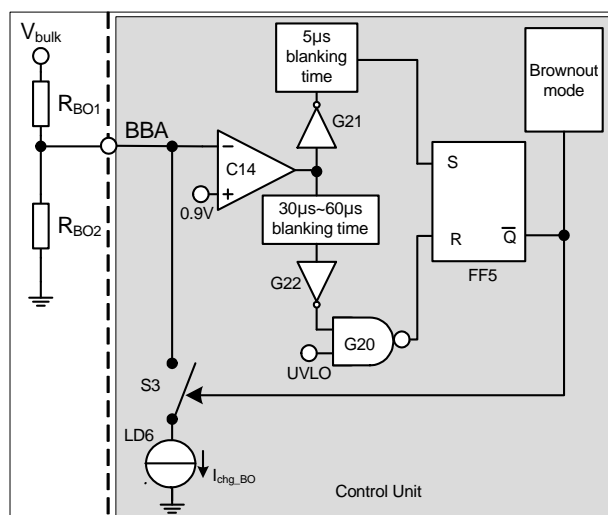 V_bulk
R_BO1
R_BO2
BBA
0.9V
C14
5µs
blanking
time
G21
30µs~60µs
blanking time
G22
UVLO
G20
S
R
Q̅
FF5
Brownout
mode
S3
LD6
I_chg_BO
Control Unit